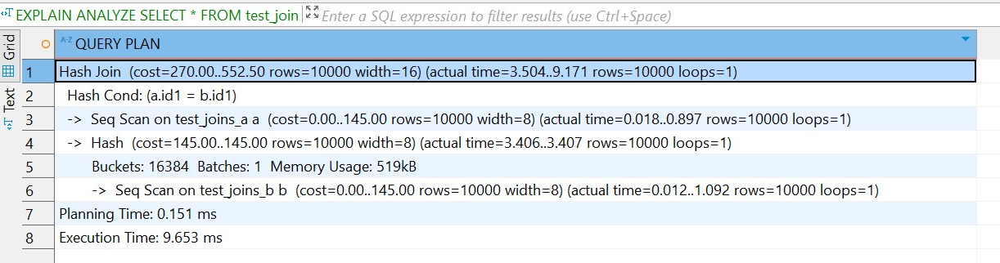 EXPLAIN ANALYZE SELECT * FROM test_join Enter a SQL expression to filter results (use Ctrl+Space)
Grid
Text
A-Z QUERY PLAN
1 Hash Join (cost=270.00..552.50 rows=10000 width=16) (actual time=3.504..9.171 rows=10000 loops=1)
2 Hash Cond: (a.id1 = b.id1)
3 -> Seq Scan on test_joins_a a (cost=0.00..145.00 rows=10000 width=8) (actual time=0.018..0.897 rows=10000 loops=1)
4 -> Hash (cost=145.00..145.00 rows=10000 width=8) (actual time=3.406..3.407 rows=10000 loops=1)
5 Buckets: 16384 Batches: 1 Memory Usage: 519kB
6 -> Seq Scan on test_joins_b b (cost=0.00..145.00 rows=10000 width=8) (actual time=0.012..1.092 rows=10000 loops=1)
7 Planning Time: 0.151 ms
8 Execution Time: 9.653 ms